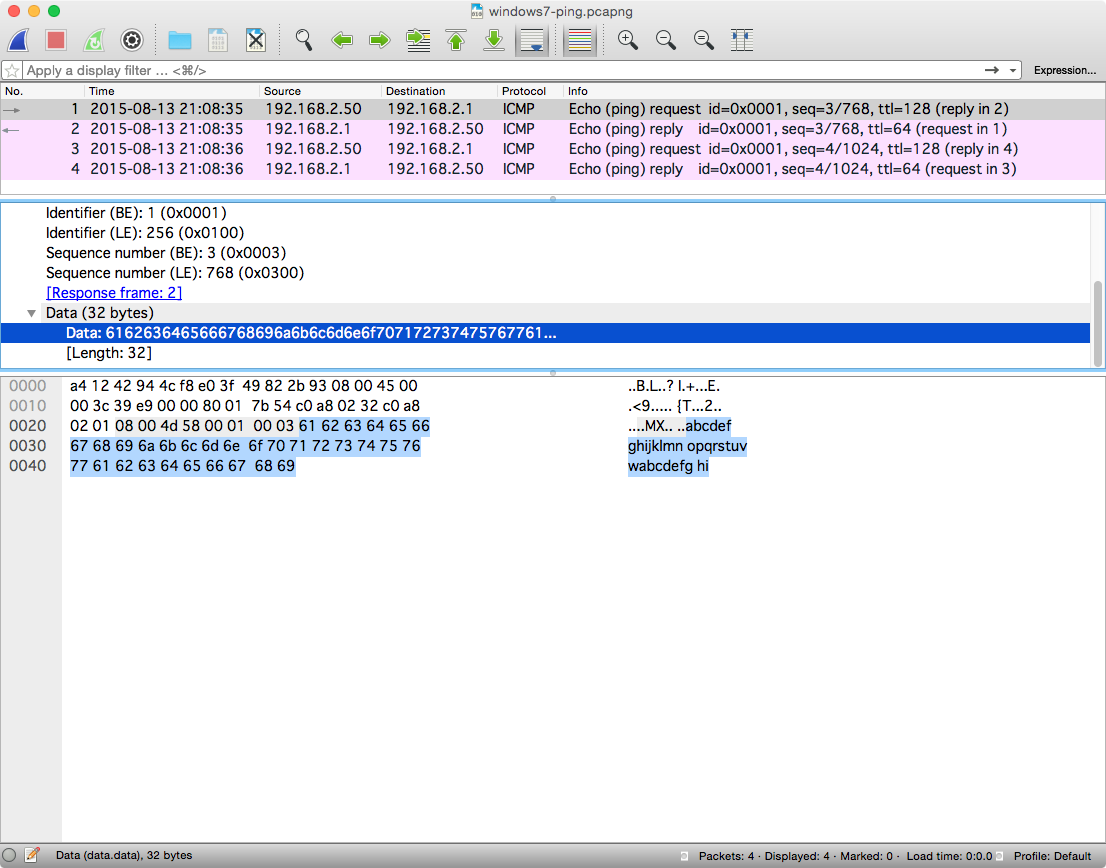 windows7-ping.pcapng
Apply a display filter ... <⌘/>
Expression...
No. Time Source Destination Protocol Info
1 2015-08-13 21:08:35 192.168.2.50 192.168.2.1 ICMP Echo (ping) request id=0x0001, seq=3/768, ttl=128 (reply in 2)
2 2015-08-13 21:08:35 192.168.2.1 192.168.2.50 ICMP Echo (ping) reply id=0x0001, seq=3/768, ttl=64 (request in 1)
3 2015-08-13 21:08:36 192.168.2.50 192.168.2.1 ICMP Echo (ping) request id=0x0001, seq=4/1024, ttl=128 (reply in 4)
4 2015-08-13 21:08:36 192.168.2.1 192.168.2.50 ICMP Echo (ping) reply id=0x0001, seq=4/1024, ttl=64 (request in 3)
Identifier (BE): 1 (0x0001)
Identifier (LE): 256 (0x0100)
Sequence number (BE): 3 (0x0003)
Sequence number (LE): 768 (0x0300)
[Response frame: 2]
Data (32 bytes)
Data: 6162636465666768696a6b6c6d6e6f7071727374757677​61...
[Length: 32]
0000 a4 12 42 94 4c f8 e0 3f 49 82 2b 93 08 00 45 00 ..B.L..? I.+...E.
0010 00 3c 39 e9 00 00 80 01 7b 54 c0 a8 02 32 c0 a8 .<9..... {T...2..
0020 02 01 08 00 4d 58 00 01 00 03 61 62 63 64 65 66 ....MX.. ..abcdef
0030 67 68 69 6a 6b 6c 6d 6e 6f 70 71 72 73 74 75 76 ghijklmn opqrstuv
0040 77 61 62 63 64 65 66 67 68 69 wabcdefg hi
Data (data.data), 32 bytes
Packets: 4 · Displayed: 4 · Marked: 0 · Load time: 0:0.0
Profile: Default